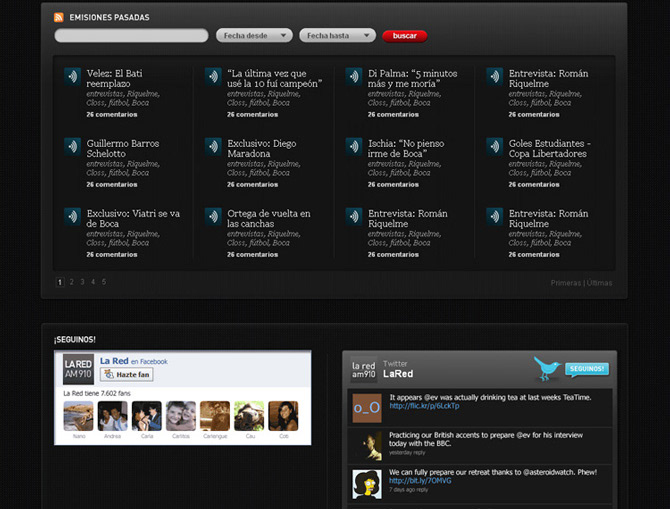 EMISIONES PASADAS
Fecha desde
Fecha hasta
buscar
Velez: El Bati
reemplazo
entrevistas, Riquelme,
Closs, fútbol, Boca
26 comentarios
“La última vez que
usé la 10 fuí campeón”
entrevistas, Riquelme,
Closs, fútbol, Boca
26 comentarios
Di Palma: “5 minutos
más y me moría”
entrevistas, Riquelme,
Closs, fútbol, Boca
26 comentarios
Entrevista: Román
Riquelme
entrevistas, Riquelme,
Closs, fútbol, Boca
26 comentarios
Guillermo Barros
Schelotto
entrevistas, Riquelme,
Closs, fútbol, Boca
26 comentarios
Exclusivo: Diego
Maradona
entrevistas, Riquelme,
Closs, fútbol, Boca
26 comentarios
Ischia: “No pienso
irme de Boca”
entrevistas, Riquelme,
Closs, fútbol, Boca
26 comentarios
Goles Estudiantes -
Copa Libertadores
entrevistas, Riquelme,
Closs, fútbol, Boca
26 comentarios
Exclusivo: Viatri se va
de Boca
entrevistas, Riquelme,
Closs, fútbol, Boca
26 comentarios
Ortega de vuelta en
las canchas
entrevistas, Riquelme,
Closs, fútbol, Boca
26 comentarios
Entrevista: Román
Riquelme
entrevistas, Riquelme,
Closs, fútbol, Boca
26 comentarios
Entrevista: Román
Riquelme
entrevistas, Riquelme,
Closs, fútbol, Boca
26 comentarios
1 2 3 4 5
Primeras | Últimas
¡SEGUINOS!
LA RED
AM910
La Red en Facebook
Hazte fan
La Red tiene 7.602 fans
Nano Andrea Carla Canbia Canengue Cau Coti
la red
am910
Twitter
LaRed
SEGUINOS!
o_O
It appears @ev was actually drinking tea at last weeks TeaTime.
http://flic.kr/p/6LckTp
Practicing our British accents to prepare @ev for his interview
today with the BBC.
yesterday reply
We can fully prepare our retreat thanks to @asteroidwatch. Phew!
http://bit.ly/7OMVG
7 days ago reply